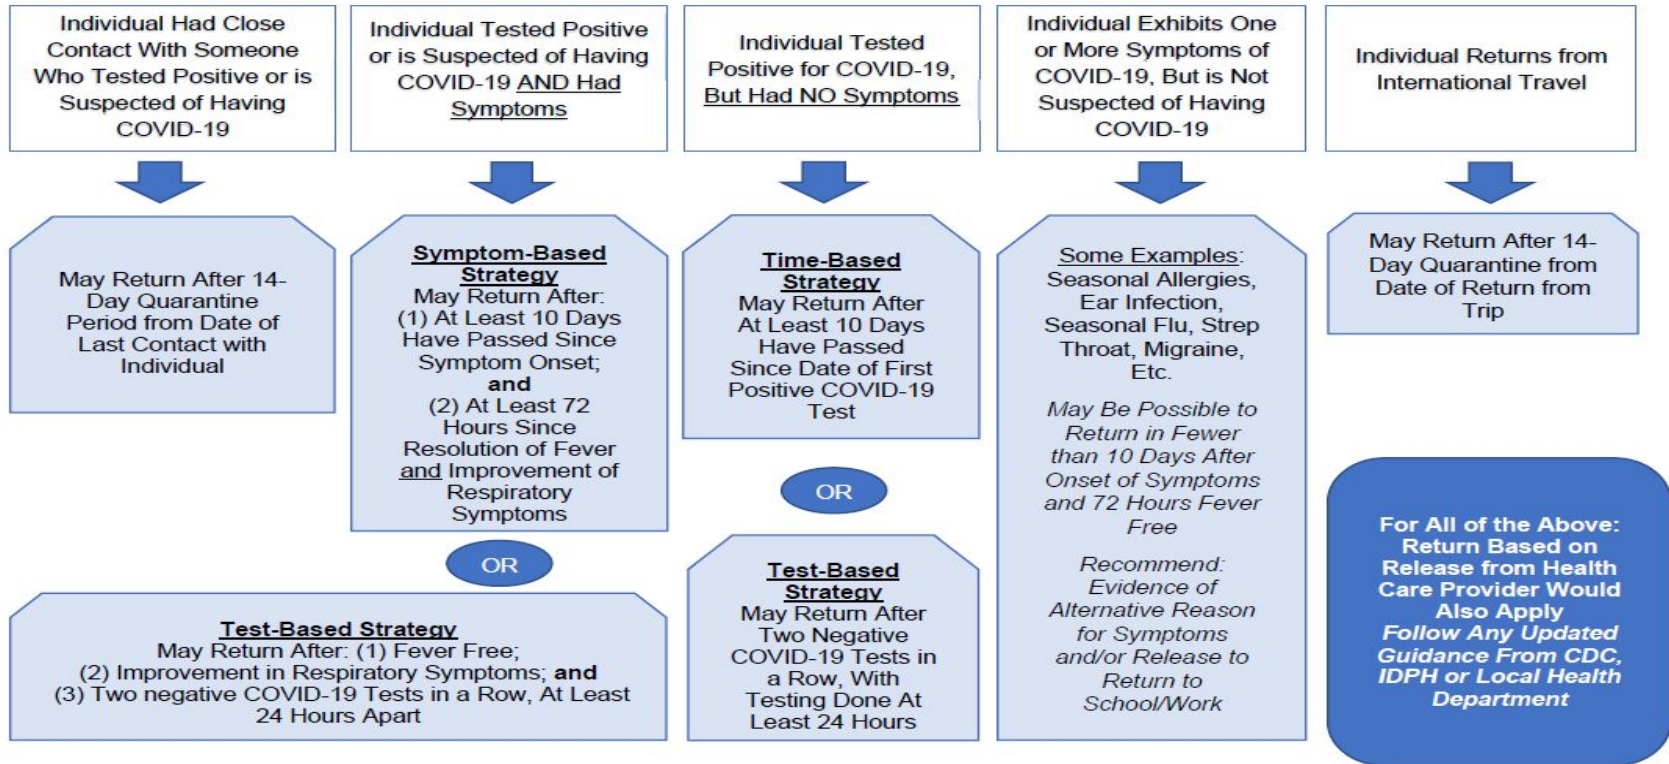 Individual Had Close
Contact With Someone
Who Tested Positive or is
Suspected of Having
COVID-19
Individual Tested Positive
or is Suspected of Having
COVID-19 AND Had
Symptoms
Individual Tested
Positive for COVID-19,
But Had NO Symptoms
Individual Exhibits One
or More Symptoms of
COVID-19, But is Not
Suspected of Having
COVID-19
Individual Returns from
International Travel
May Return After 14-
Day Quarantine
Period from Date of
Last Contact with
Individual
Symptom-Based
Strategy
May Return After:
(1) At Least 10 Days
Have Passed Since
Symptom Onset;
and
(2) At Least 72
Hours Since
Resolution of Fever
and Improvement of
Respiratory
Symptoms
OR
Test-Based Strategy
May Return After: (1) Fever Free;
(2) Improvement in Respiratory Symptoms; and
(3) Two negative COVID-19 Tests in a Row, At Least
24 Hours Apart
Time-Based
Strategy
May Return After
At Least 10 Days
Have Passed
Since Date of First
Positive COVID-19
Test
OR
Test-Based
Strategy
May Return After
Two Negative
COVID-19 Tests in
a Row, With
Testing Done At
Least 24 Hours
Some Examples:
Seasonal Allergies,
Ear Infection,
Seasonal Flu, Strep
Throat, Migraine,
Etc.
May Be Possible to
Return in Fewer
than 10 Days After
Onset of Symptoms
and 72 Hours Fever
Free
Recommend:
Evidence of
Alternative Reason
for Symptoms
and/or Release to
Return to
School/Work
May Return After 14-
Day Quarantine from
Date of Return from
Trip
For All of the Above:
Return Based on
Release from Health
Care Provider Would
Also Apply
Follow Any Updated
Guidance From CDC,
IDPH or Local Health
Department